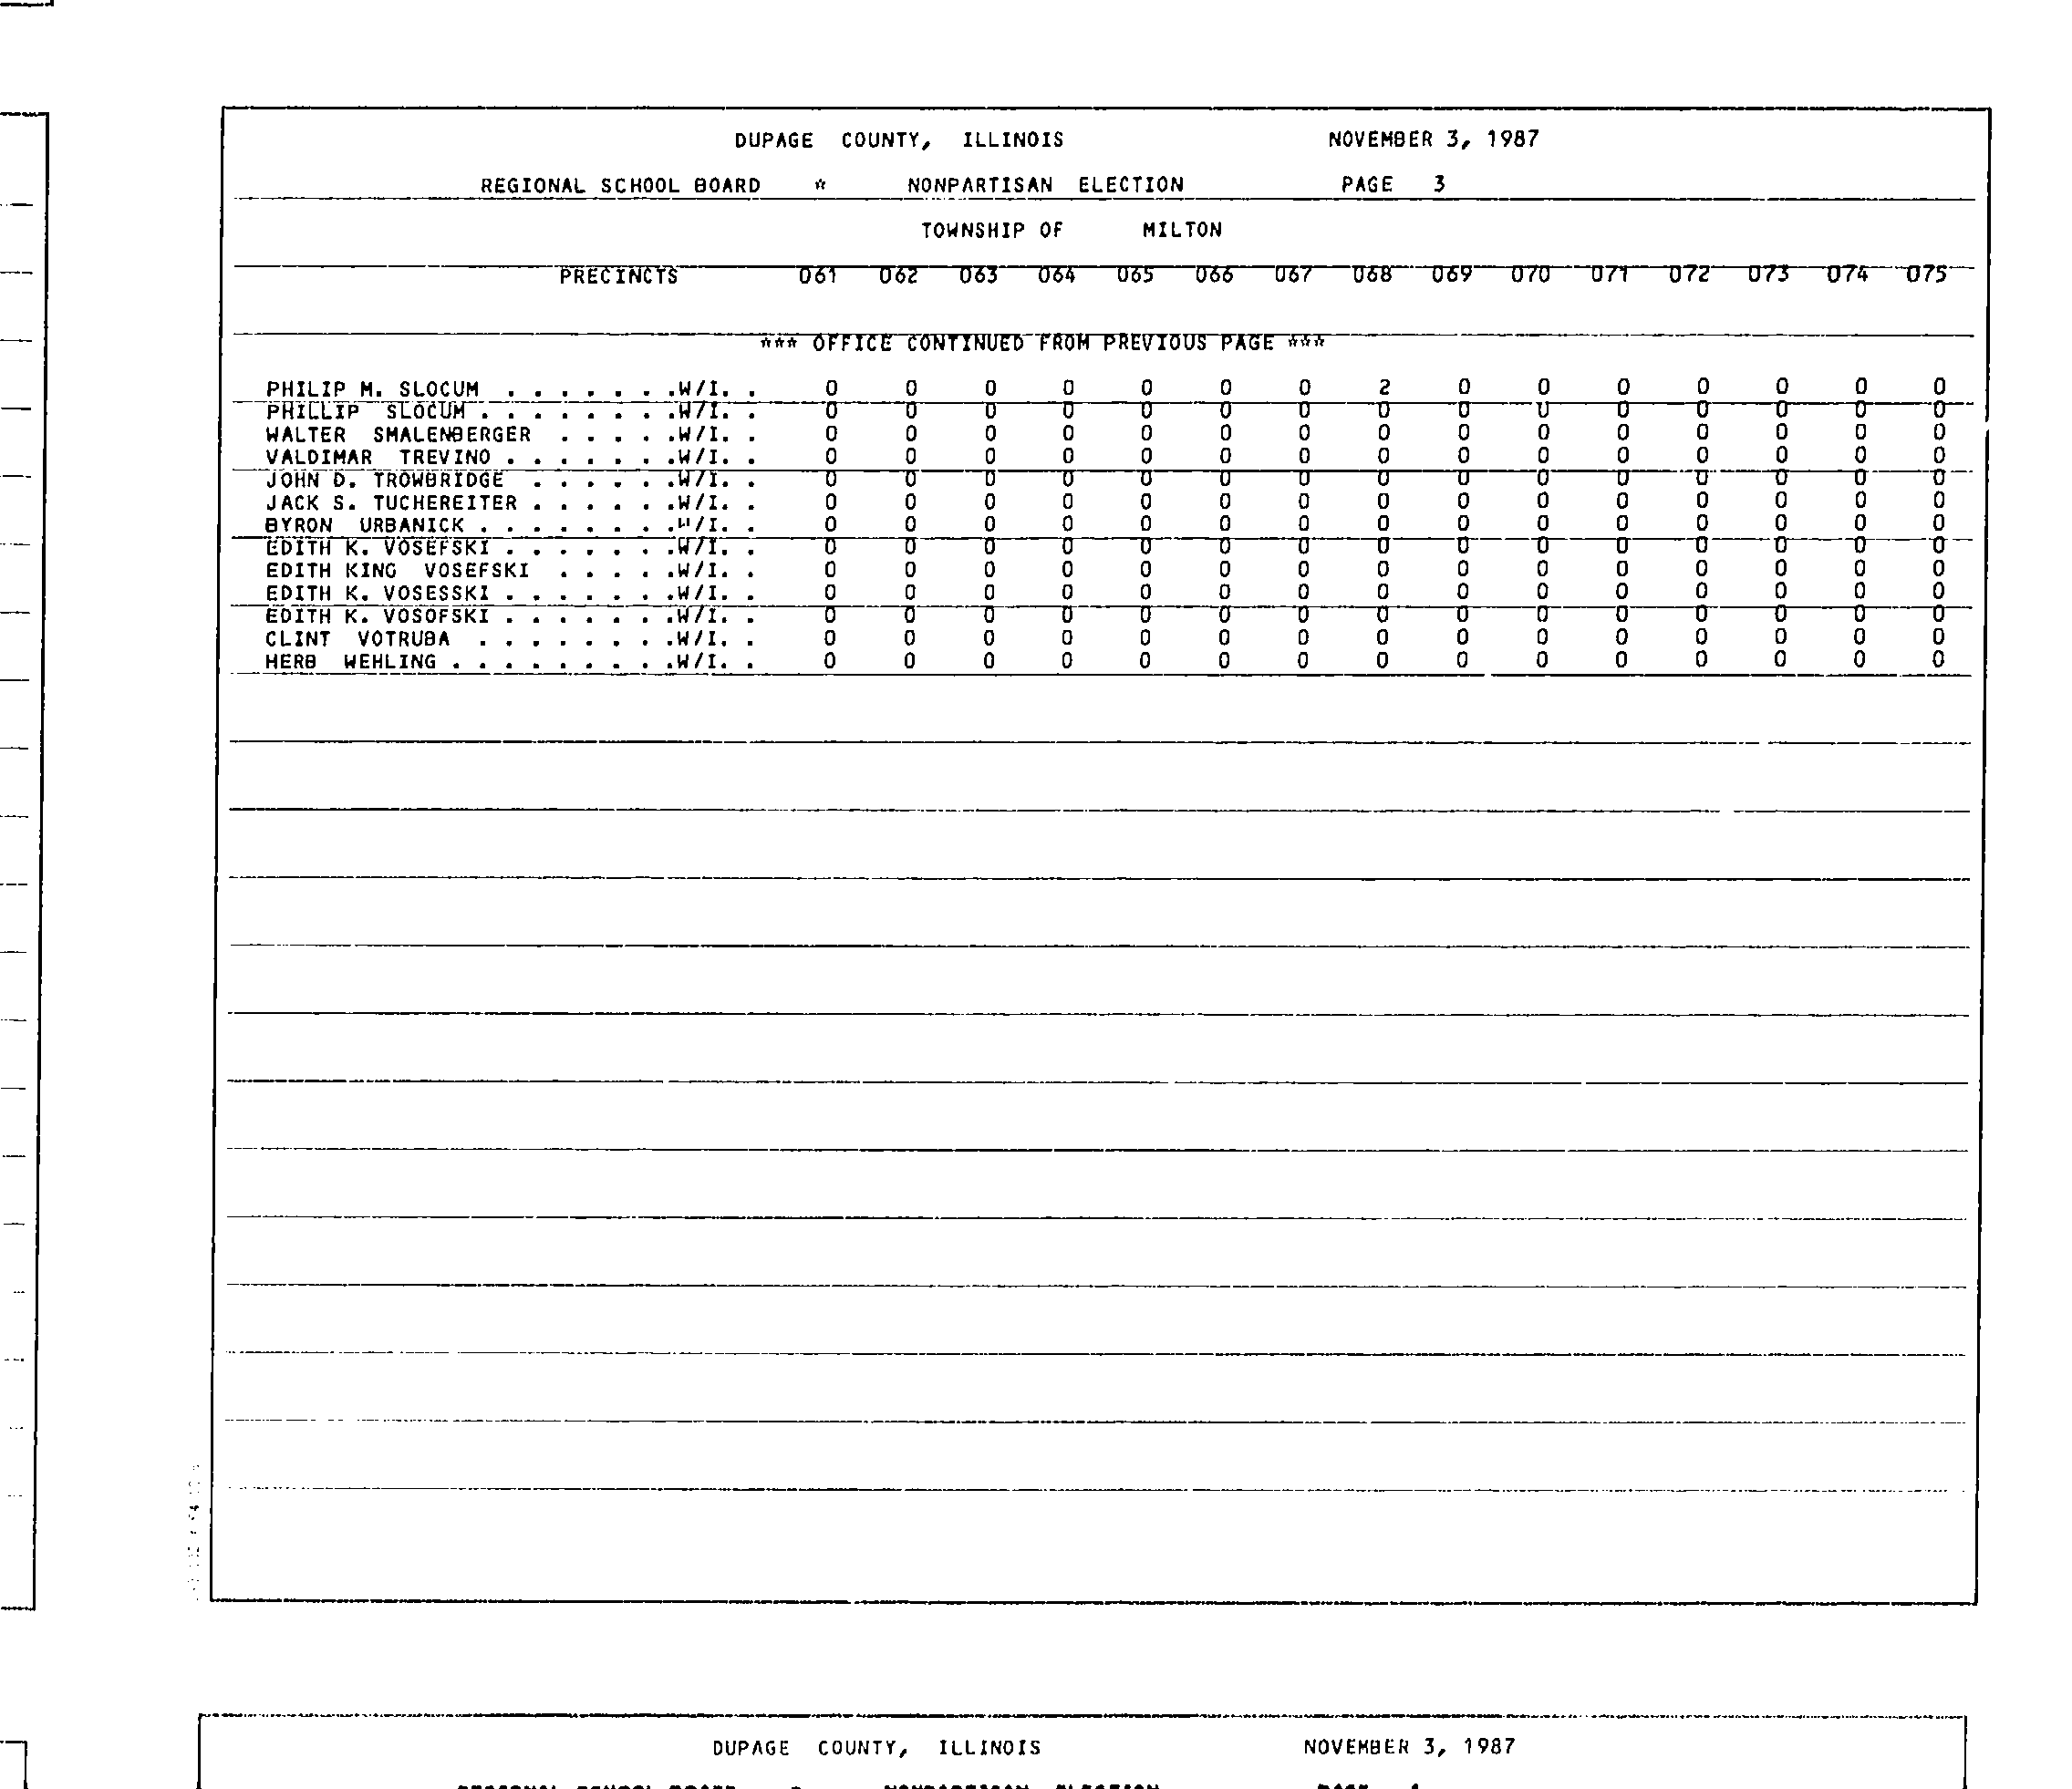 DUPAGE COUNTY, ILLINOIS NOVEMBER 3, 1987
REGIONAL SCHOOL BOARD * NONPARTISAN ELECTION PAGE 3
TOWNSHIP OF MILTON
PRECINCTS 061 062 063 064 065 066 067 068 069 070 071 072 073 074 075
*** OFFICE CONTINUED FROM PREVIOUS PAGE ***
PHILIP M. SLOCUM . . . . . . .W/I. . 0 0 0 0 0 0 0 2 0 0 0 0 0 0 0
PHILLIP SLOCUM . . . . . . . .W/I. . 0 0 0 0 0 0 0 0 0 0 0 0 0 0 0
WALTER SMALENBERGER . . . . .W/I. . 0 0 0 0 0 0 0 0 0 0 0 0 0 0 0
VALDIMAR TREVINO . . . . . . .W/I. . 0 0 0 0 0 0 0 0 0 0 0 0 0 0 0
JOHN D. TROWBRIDGE . . . . . .W/I. . 0 0 0 0 0 0 0 0 0 0 0 0 0 0 0
JACK S. TUCHEREITER . . . . . .W/I. . 0 0 0 0 0 0 0 0 0 0 0 0 0 0 0
BYRON URBANICK . . . . . . . .W/I. . 0 0 0 0 0 0 0 0 0 0 0 0 0 0 0
EDITH K. VOSEFSKI . . . . . . .W/I. . 0 0 0 0 0 0 0 0 0 0 0 0 0 0 0
EDITH KING VOSEFSKI . . . . .W/I. . 0 0 0 0 0 0 0 0 0 0 0 0 0 0 0
EDITH K. VOSESSKI . . . . . . .W/I. . 0 0 0 0 0 0 0 0 0 0 0 0 0 0 0
EDITH K. VOSOFSKI . . . . . . .W/I. . 0 0 0 0 0 0 0 0 0 0 0 0 0 0 0
CLINT VOTRUBA . . . . . . . .W/I. . 0 0 0 0 0 0 0 0 0 0 0 0 0 0 0
HERB WEHLING . . . . . . . . .W/I. . 0 0 0 0 0 0 0 0 0 0 0 0 0 0 0
DUPAGE COUNTY, ILLINOIS NOVEMBER 3, 1987